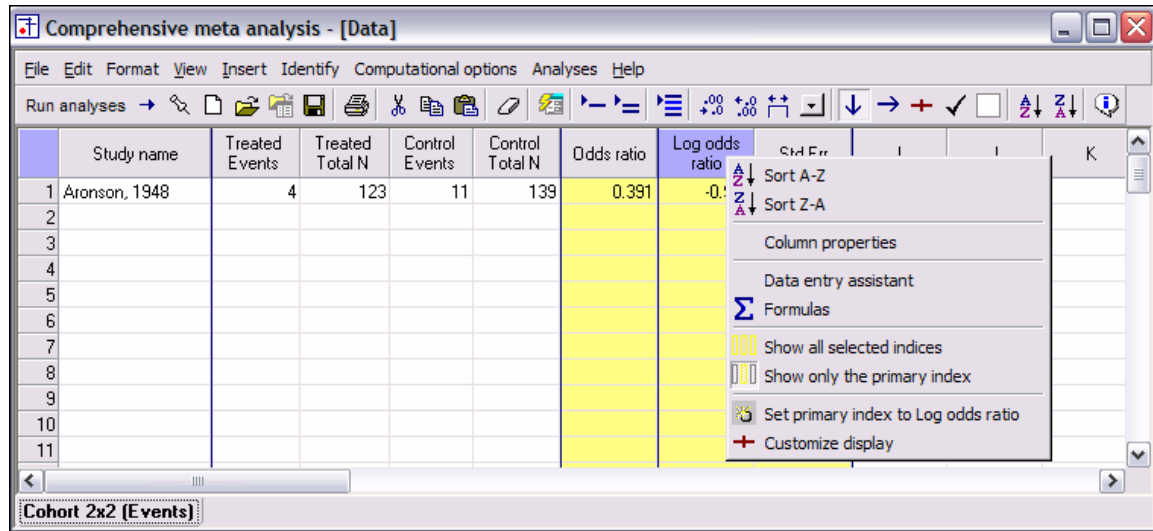 Comprehensive meta analysis - [Data]
File Edit Format View Insert Identify Computational options Analyses Help
Run analyses
Study name Treated Events Treated Total N Control Events Control Total N Odds ratio Log odds ratio Std Err K
1 Aronson, 1948 4 123 11 139 0.391
2
3
4
5
6
7
8
9
10
11
Sort A-Z
Sort Z-A
Column properties
Data entry assistant
Formulas
Show all selected indices
Show only the primary index
Set primary index to Log odds ratio
Customize display
Cohort 2x2 (Events)